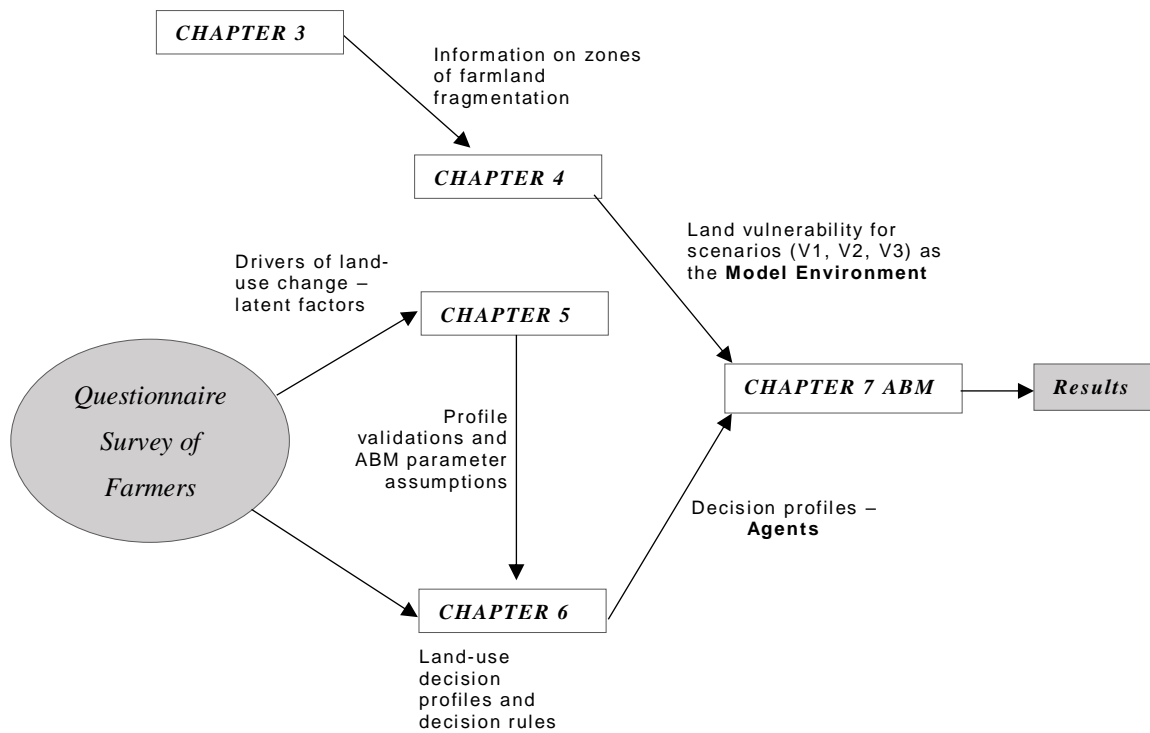 CHAPTER 3
Information on zones
of farmland
fragmentation
CHAPTER 4
Land vulnerability for
scenarios (V1, V2, V3) as
the Model Environment
Drivers of land-
use change –
latent factors
CHAPTER 5
Questionnaire
Survey of
Farmers
CHAPTER 7 ABM
Results
Profile
validations and
ABM parameter
assumptions
Decision profiles –
Agents
CHAPTER 6
Land-use
decision
profiles and
decision rules